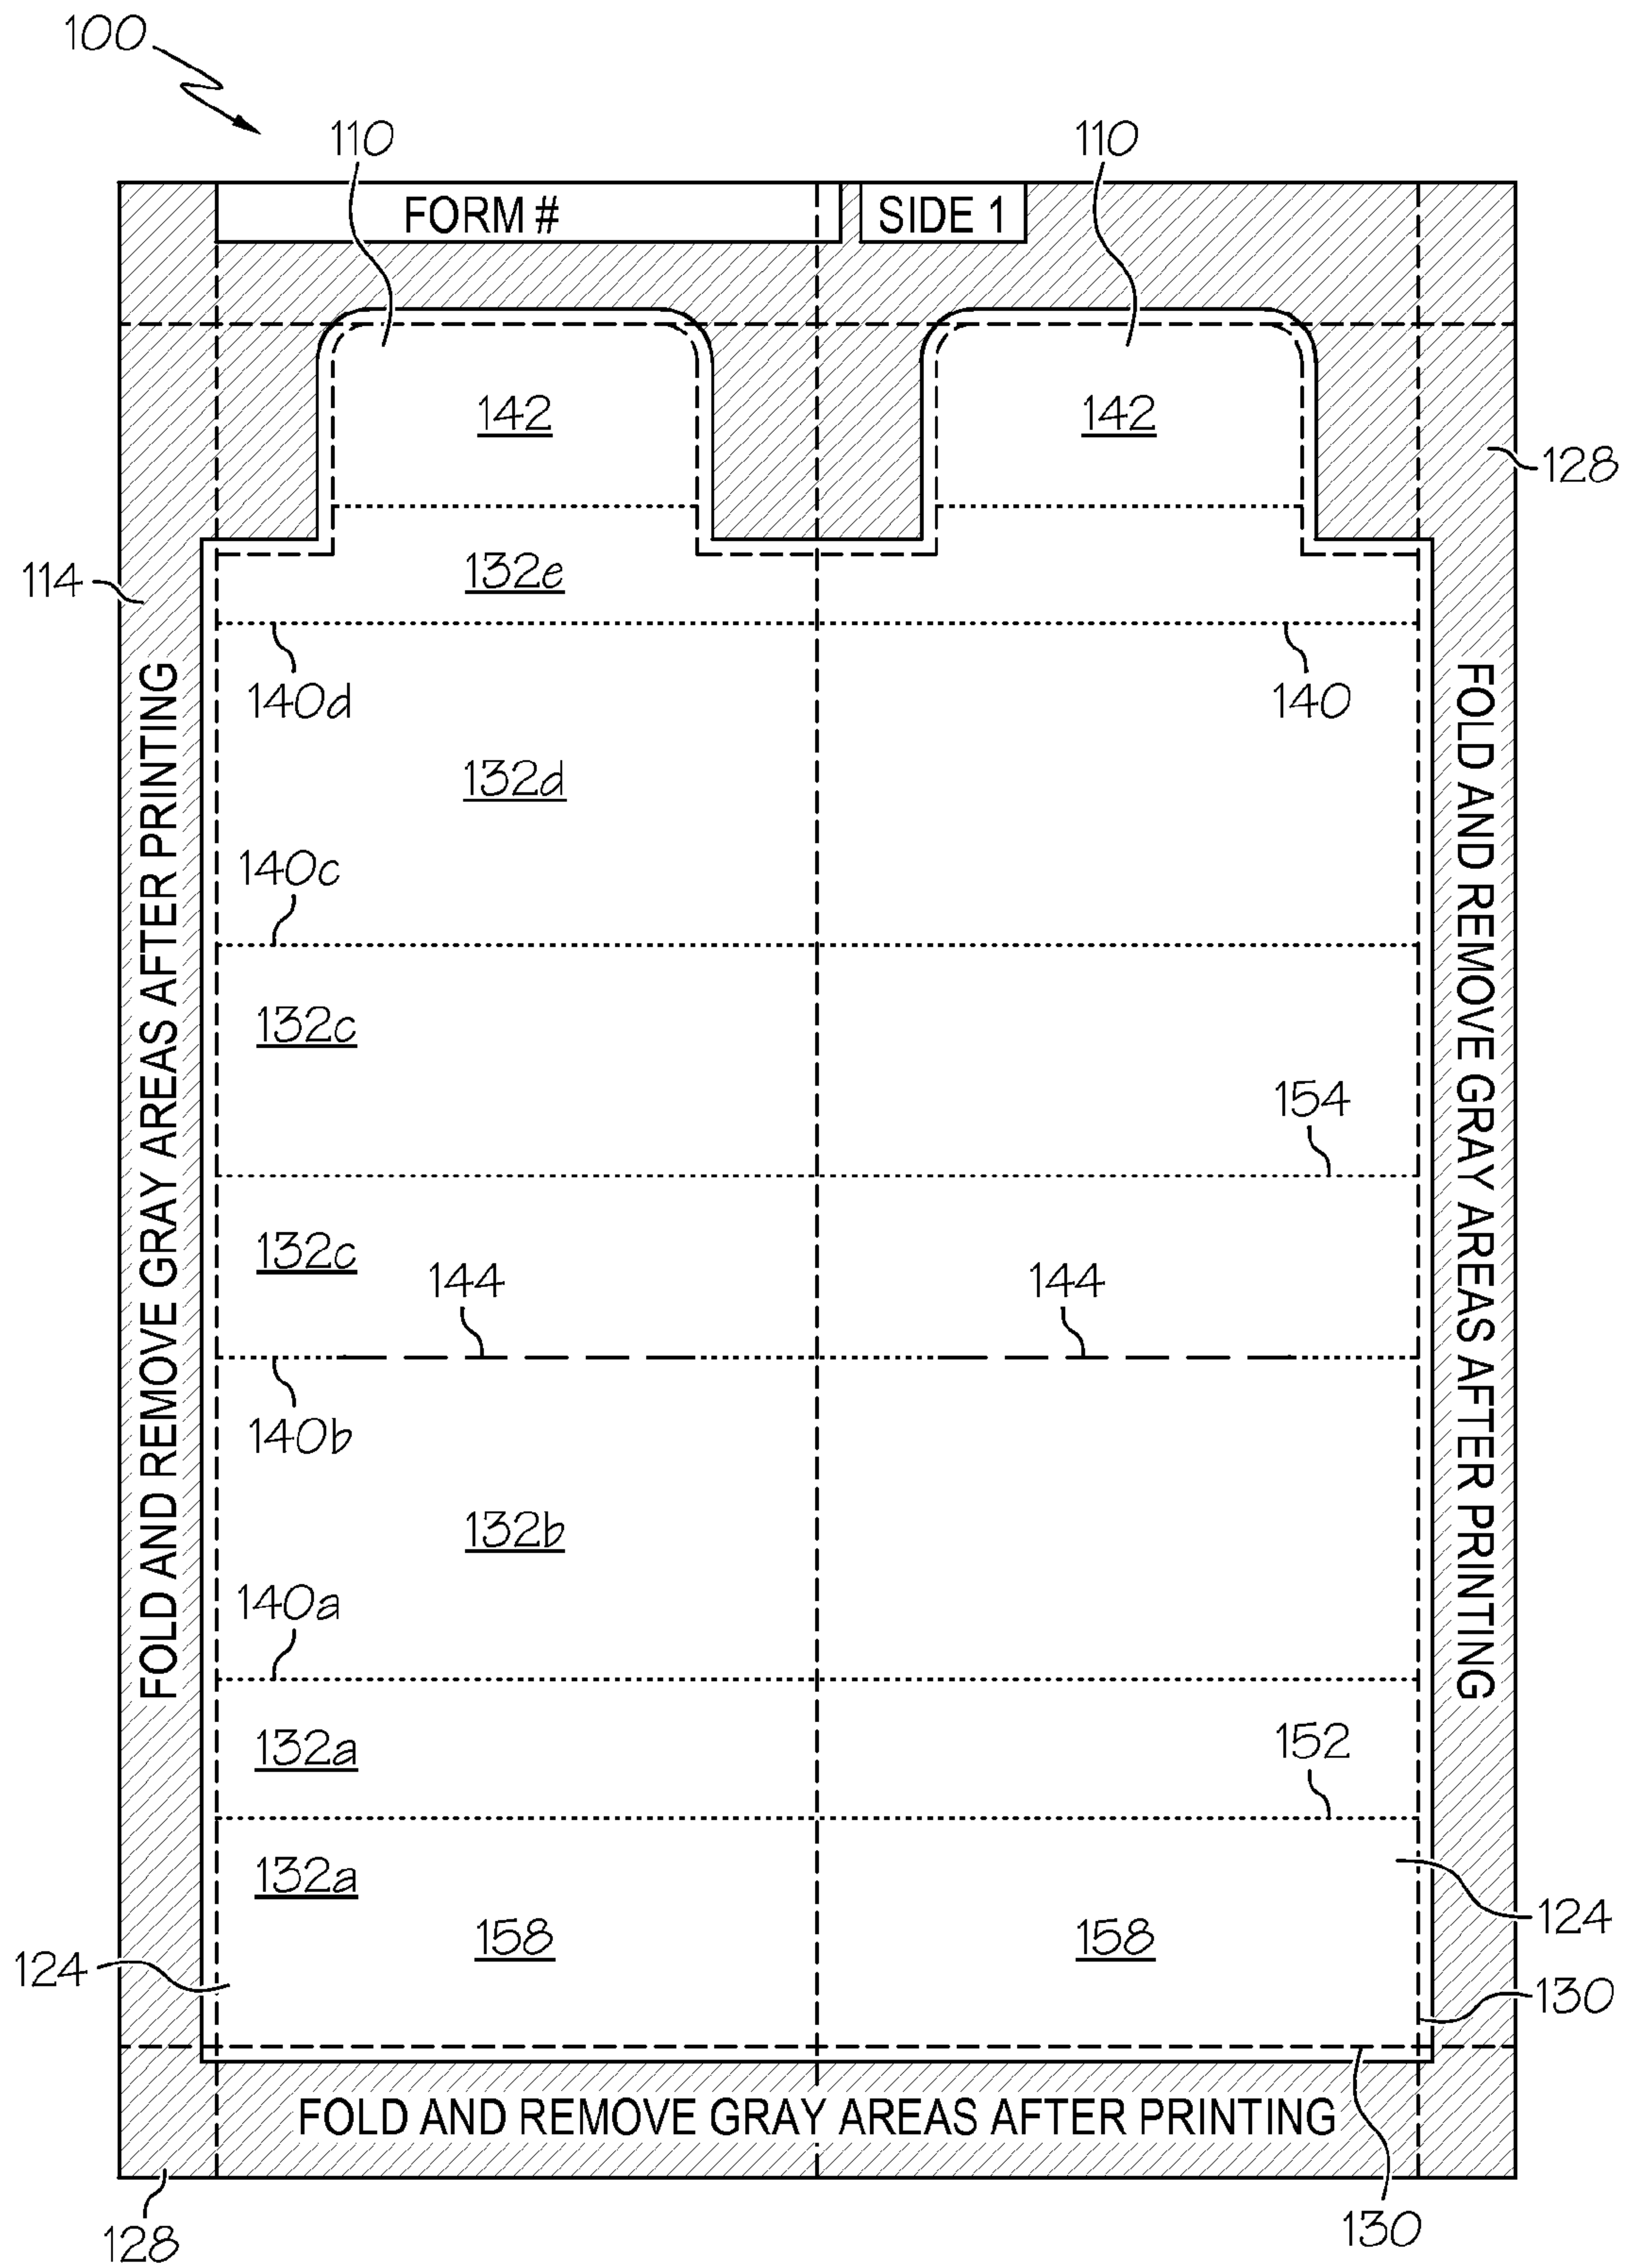 100
110
110
FORM #
SIDE 1
142
142
128
132e
114
140d
140
132d
140c
132c
154
132c
144
144
140b
132b
140a
132a
152
132a
158
158
124
124
130
FOLD AND REMOVE GRAY AREAS AFTER PRINTING
FOLD AND REMOVE GRAY AREAS AFTER PRINTING
FOLD AND REMOVE GRAY AREAS AFTER PRINTING
128
130